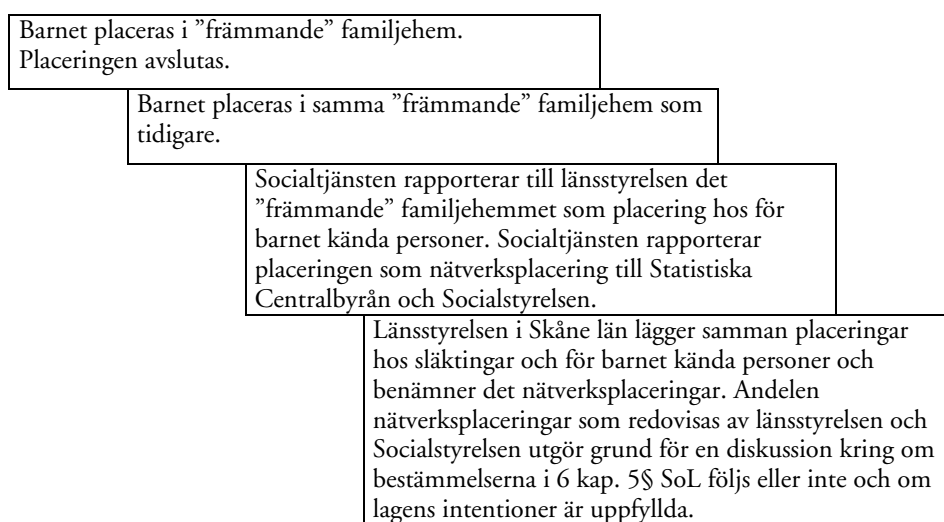 Barnet placeras i ”främmande” familjehem.
Placeringen avslutas.
Barnet placeras i samma ”främmande” familjehem som
tidigare.
Socialtjänsten rapporterar till länsstyrelsen det
”främmande” familjehemmet som placering hos för
barnet kända personer. Socialtjänsten rapporterar
placeringen som nätverksplacering till Statistiska
Centralbyrån och Socialstyrelsen.
Länsstyrelsen i Skåne län lägger samman placeringar
hos släktingar och för barnet kända personer och
benämner det nätverksplaceringar. Andelen
nätverksplaceringar som redovisas av länsstyrelsen och
Socialstyrelsen utgör grund för en diskussion kring om
bestämmelserna i 6 kap. 5§ SoL följs eller inte och om
lagens intentioner är uppfyllda.